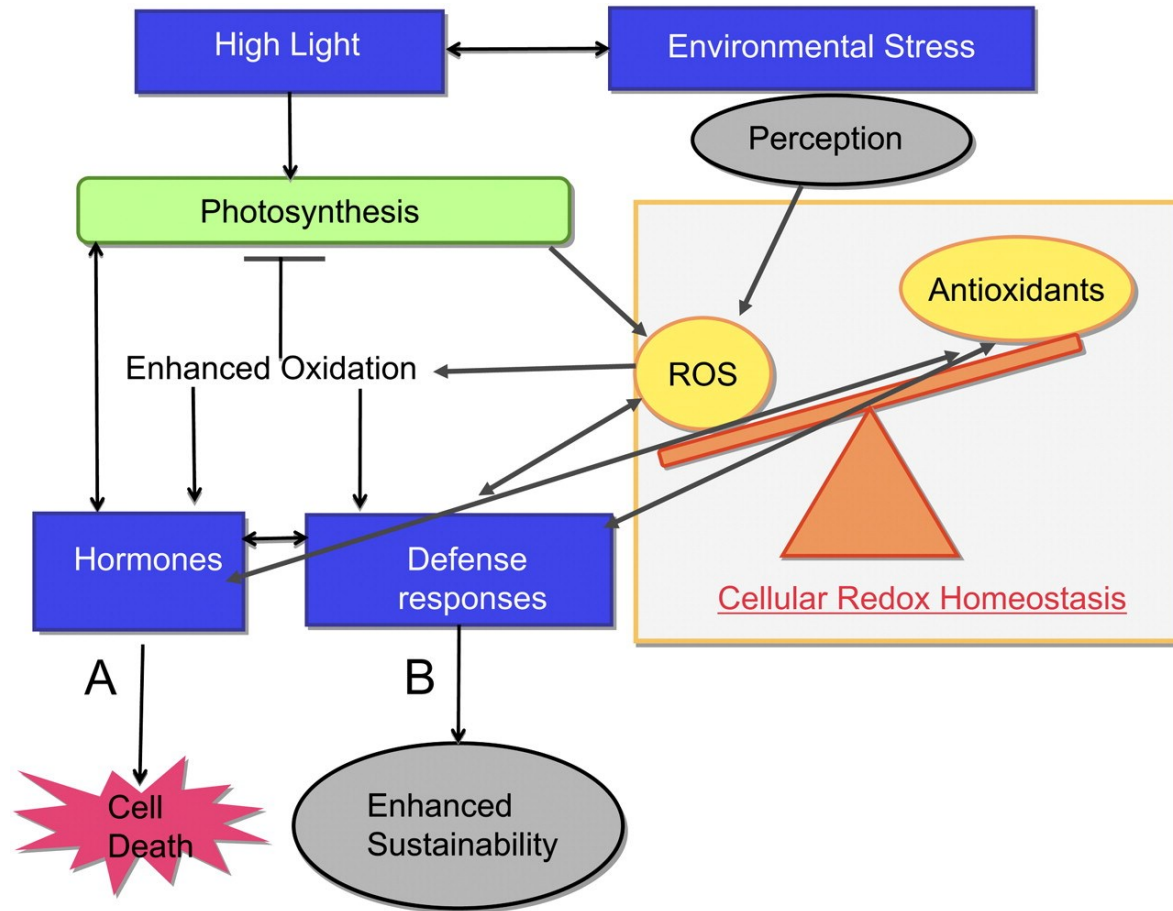 High Light
Environmental Stress
Perception
Photosynthesis
Antioxidants
Enhanced Oxidation
ROS
Hormones
Defense
responses
Cellular Redox Homeostasis
A
B
Cell
Death
Enhanced
Sustainability